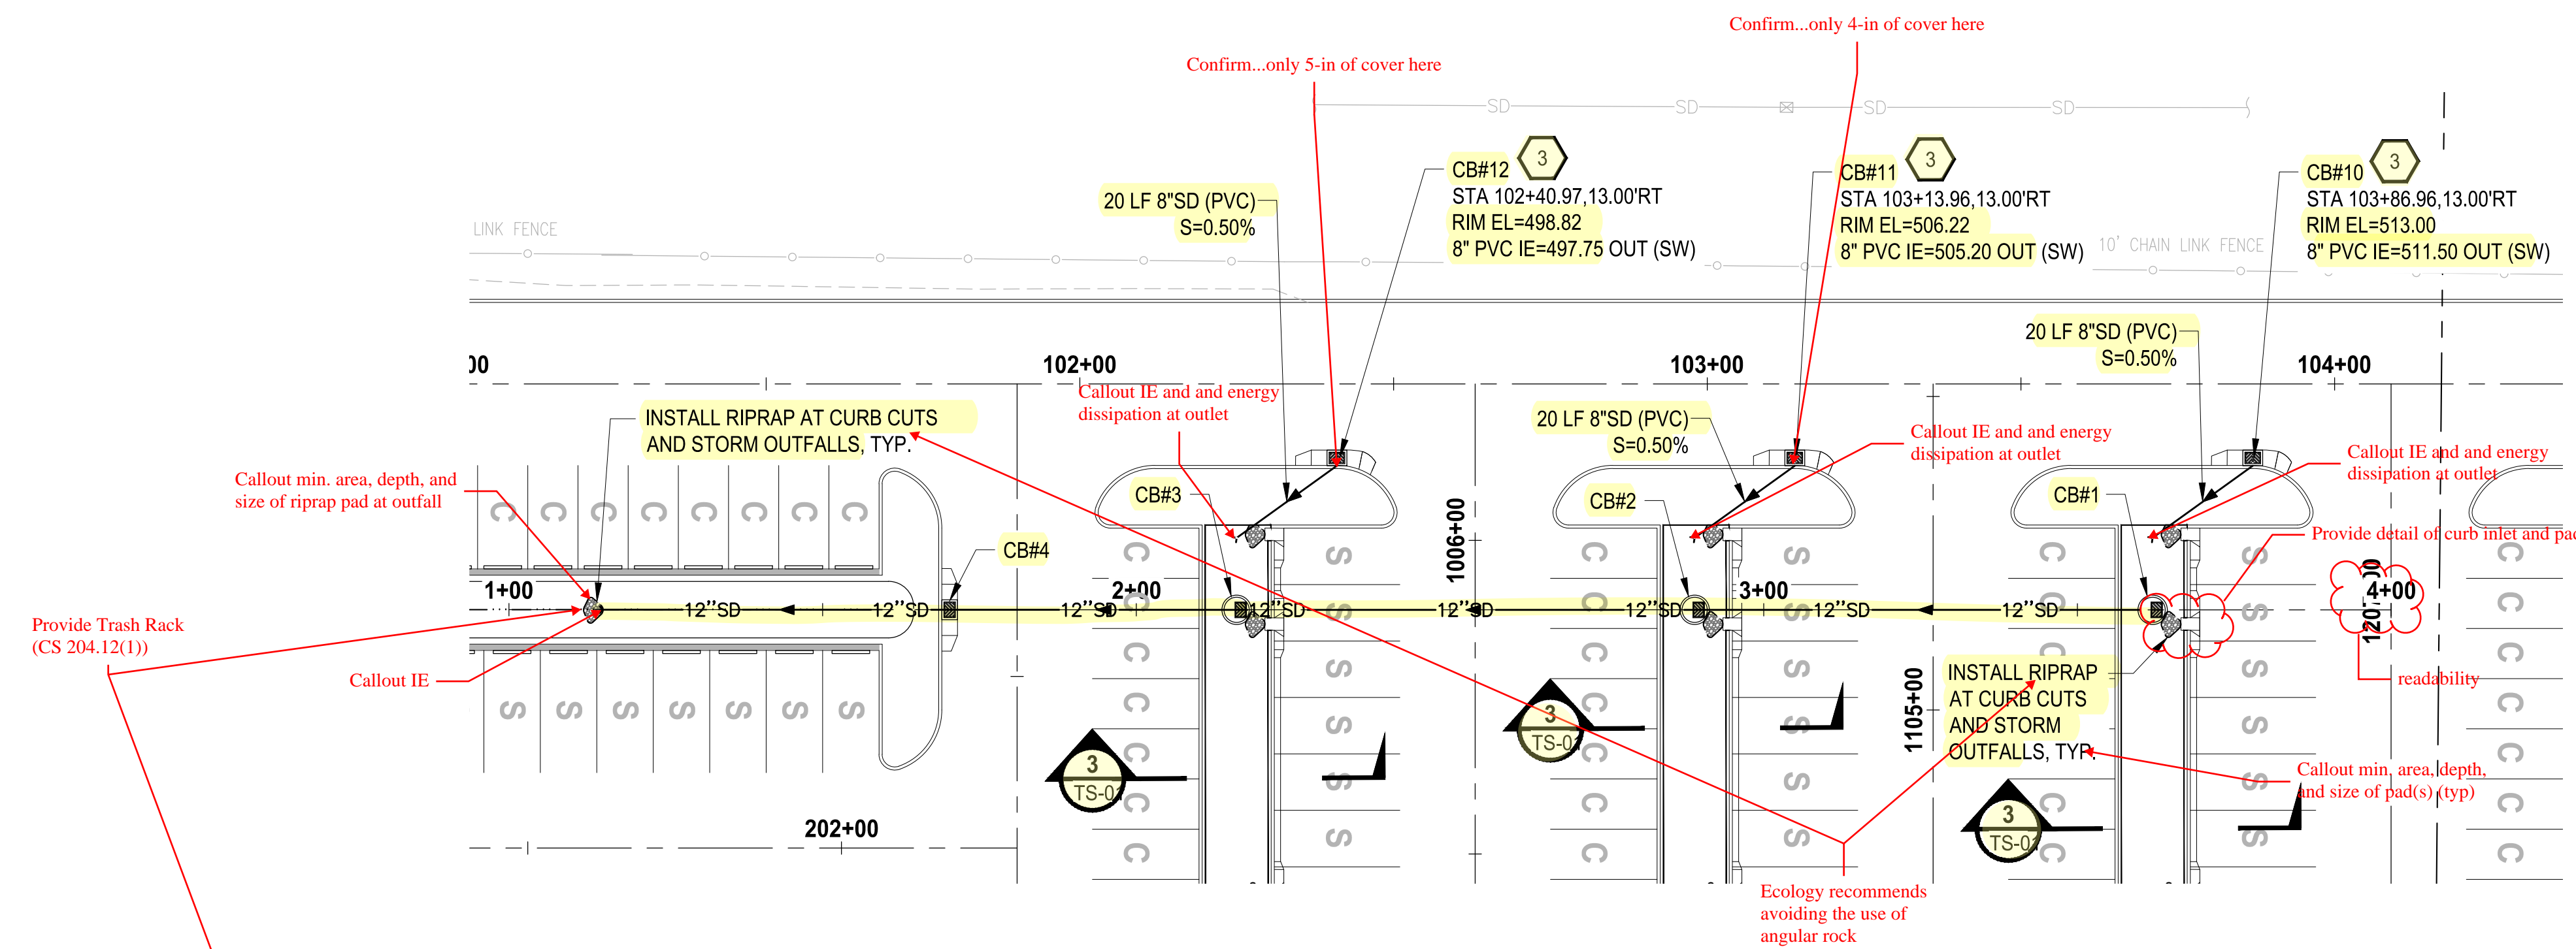 Confirm...only 4-in of cover here
Confirm...only 5-in of cover here
SD SD SD SD
CB#12 3
STA 102+40.97,13.00'RT
RIM EL=498.82
8" PVC IE=497.75 OUT (SW)
CB#11 3
STA 103+13.96,13.00'RT
RIM EL=506.22
8" PVC IE=505.20 OUT (SW)
CB#10 3
STA 103+86.96,13.00'RT
RIM EL=513.00
8" PVC IE=511.50 OUT (SW)
20 LF 8"SD (PVC)
S=0.50%
LINK FENCE
10' CHAIN LINK FENCE
20 LF 8"SD (PVC)
S=0.50%
00
102+00
103+00
104+00
Callout IE and and energy
dissipation at outlet
INSTALL RIPRAP AT CURB CUTS
AND STORM OUTFALLS, TYP.
20 LF 8"SD (PVC)
S=0.50%
Callout IE and and energy
dissipation at outlet
Callout IE and and energy
dissipation at outlet
Callout min. area, depth, and
size of riprap pad at outfall
CB#3
CB#2
CB#1
C C C C C C C C
CB#4
1006+00
Provide detail of curb inlet and pad
1+00
2+00
3+00
4+00
12"SD 12"SD 12"SD 12"SD 12"SD 12"SD 12"SD 12"SD
Provide Trash Rack
(CS 204.12(1))
Callout IE
readability
S S S S S S S
1105+00
INSTALL RIPRAP
AT CURB CUTS
AND STORM
OUTFALLS, TYP.
3
TS-01
3
TS-01
3
TS-01
C C C C C C
S S S S S
C C C C C C
S S S S S
C C C C C C
S S S S S
C C C C C
Callout min. area, depth,
and size of pad(s) (typ)
202+00
Ecology recommends
avoiding the use of
angular rock